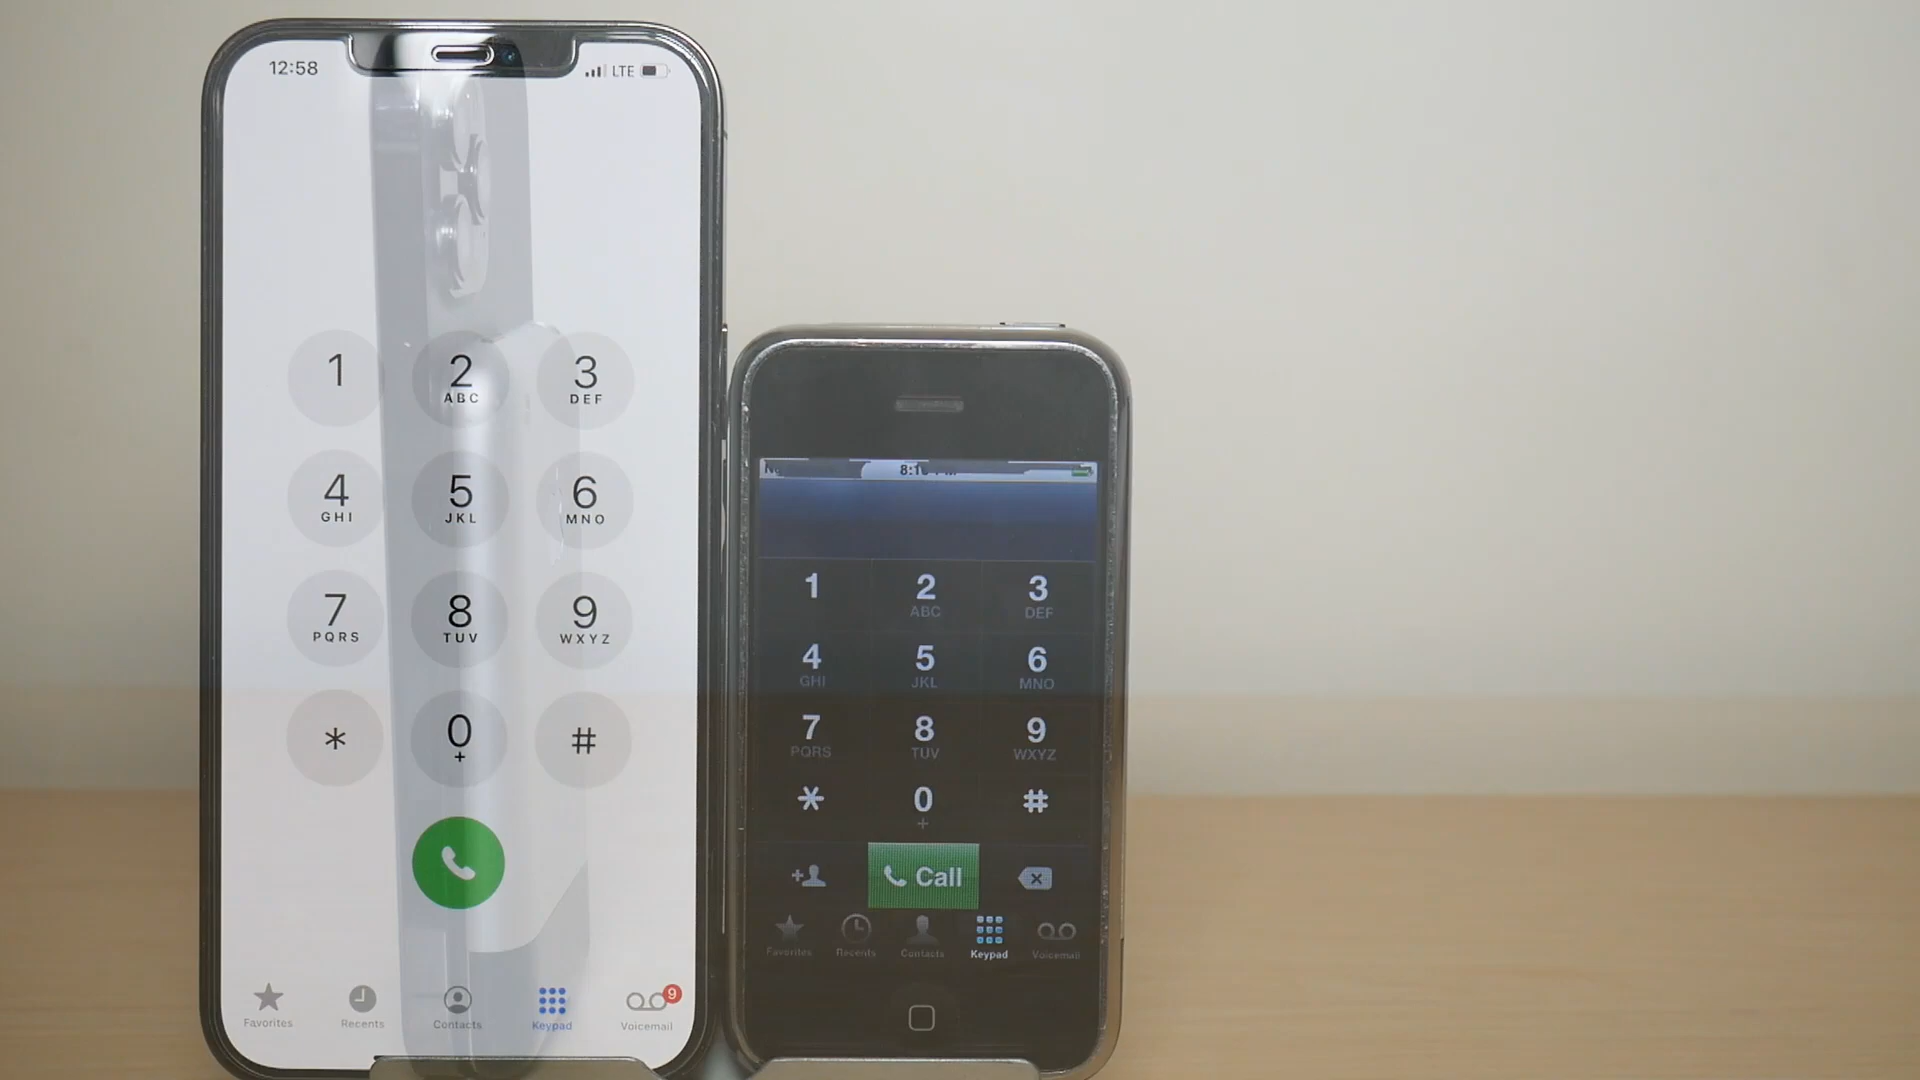 12:58 LTE
1 2 3
ABC DEF
4 5 6
GHI JKL MNO
7 8 9
PQRS TUV WXYZ
* 0 #
+
Favorites Recents Contacts Keypad Voicemail
9
1 2 3
ABC DEF
4 5 6
GHI JKL MNO
7 8 9
PQRS TUV WXYZ
* 0 #
+
Call
Favorites Recents Contacts Keypad Voicemail